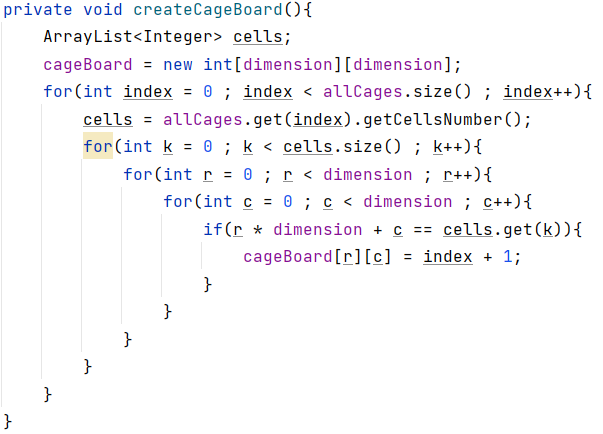 private void createCageBoard(){
    ArrayList<Integer> cells;
    cageBoard = new int[dimension][dimension];
    for(int index = 0 ; index < allCages.size() ; index++){
        cells = allCages.get(index).getCellsNumber();
        for(int k = 0 ; k < cells.size() ; k++){
            for(int r = 0 ; r < dimension ; r++){
                for(int c = 0 ; c < dimension ; c++){
                    if(r * dimension + c == cells.get(k)){
                        cageBoard[r][c] = index + 1;
                    }
                }
            }
        }
    }
}